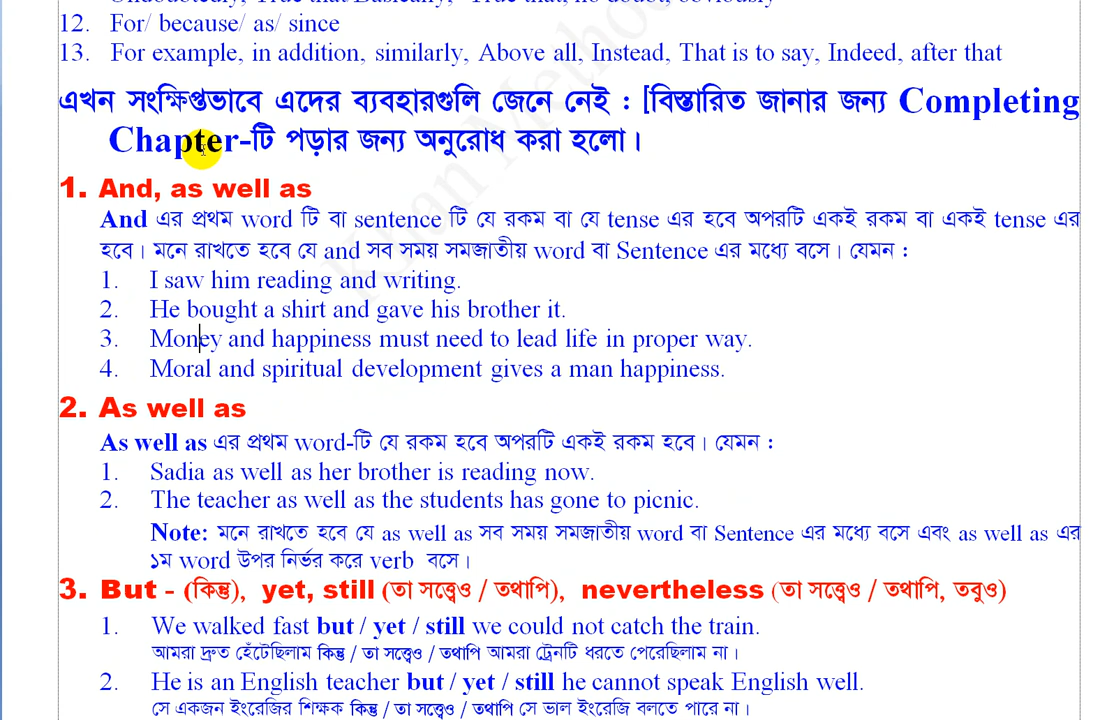 12. For/ because/ as/ since
13. For example, in addition, similarly, Above all, Instead, That is to say, Indeed, after that
এখন সংক্ষিপ্তভাবে এদের ব্যবহারগুলি জেনে নেই : [বিস্তারিত জানার জন্য Completing
Chapter-টি পড়ার জন্য অনুরোধ করা হলো।
1. And, as well as
And এর প্রথম word টি বা sentence টি যে রকম বা যে tense এর হবে অপরটি একই রকম বা একই tense এর
হবে। মনে রাখতে হবে যে and সব সময় সমজাতীয় word বা Sentence এর মধ্যে বসে। যেমন :
1. I saw him reading and writing.
2. He bought a shirt and gave his brother it.
3. Money and happiness must need to lead life in proper way.
4. Moral and spiritual development gives a man happiness.
2. As well as
As well as এর প্রথম word-টি যে রকম হবে অপরটি একই রকম হবে। যেমন :
1. Sadia as well as her brother is reading now.
2. The teacher as well as the students has gone to picnic.
Note: মনে রাখতে হবে যে as well as সব সময় সমজাতীয় word বা Sentence এর মধ্যে বসে এবং as well as এর
১ম word উপর নির্ভর করে verb বসে।
3. But - (কিন্তু), yet, still (তা সত্ত্বেও / তথাপি), nevertheless (তা সত্ত্বেও / তথাপি, তবুও)
1. We walked fast but / yet / still we could not catch the train.
আমরা দ্রুত হেঁটেছিলাম কিন্তু / তা সত্ত্বেও / তথাপি আমরা ট্রেনটি ধরতে পেরেছিলাম না।
2. He is an English teacher but / yet / still he cannot speak English well.
সে একজন ইংরেজির শিক্ষক কিন্তু / তা সত্ত্বেও / তথাপি সে ভাল ইংরেজি বলতে পারে না।